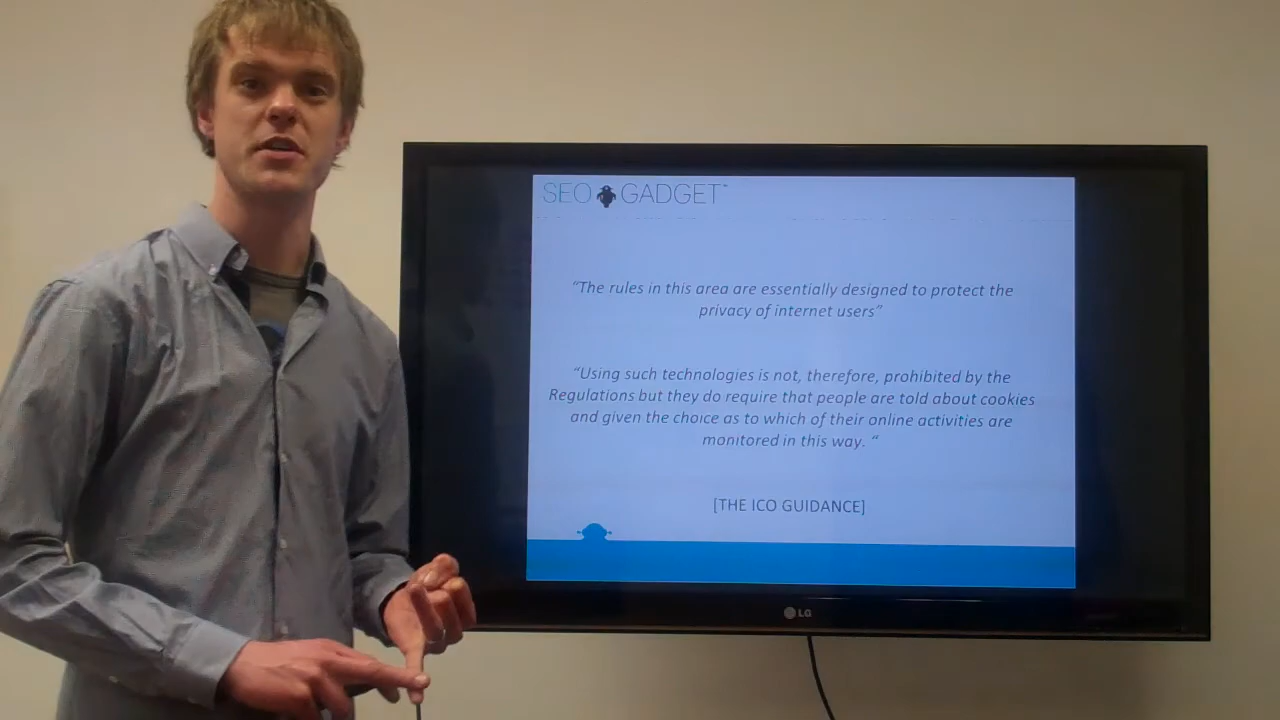 SEO GADGET™
“The rules in this area are essentially designed to protect the
privacy of internet users”
“Using such technologies is not, therefore, prohibited by the
Regulations but they do require that people are told about cookies
and given the choice as to which of their online activities are
monitored in this way. “
[THE ICO GUIDANCE]
LG